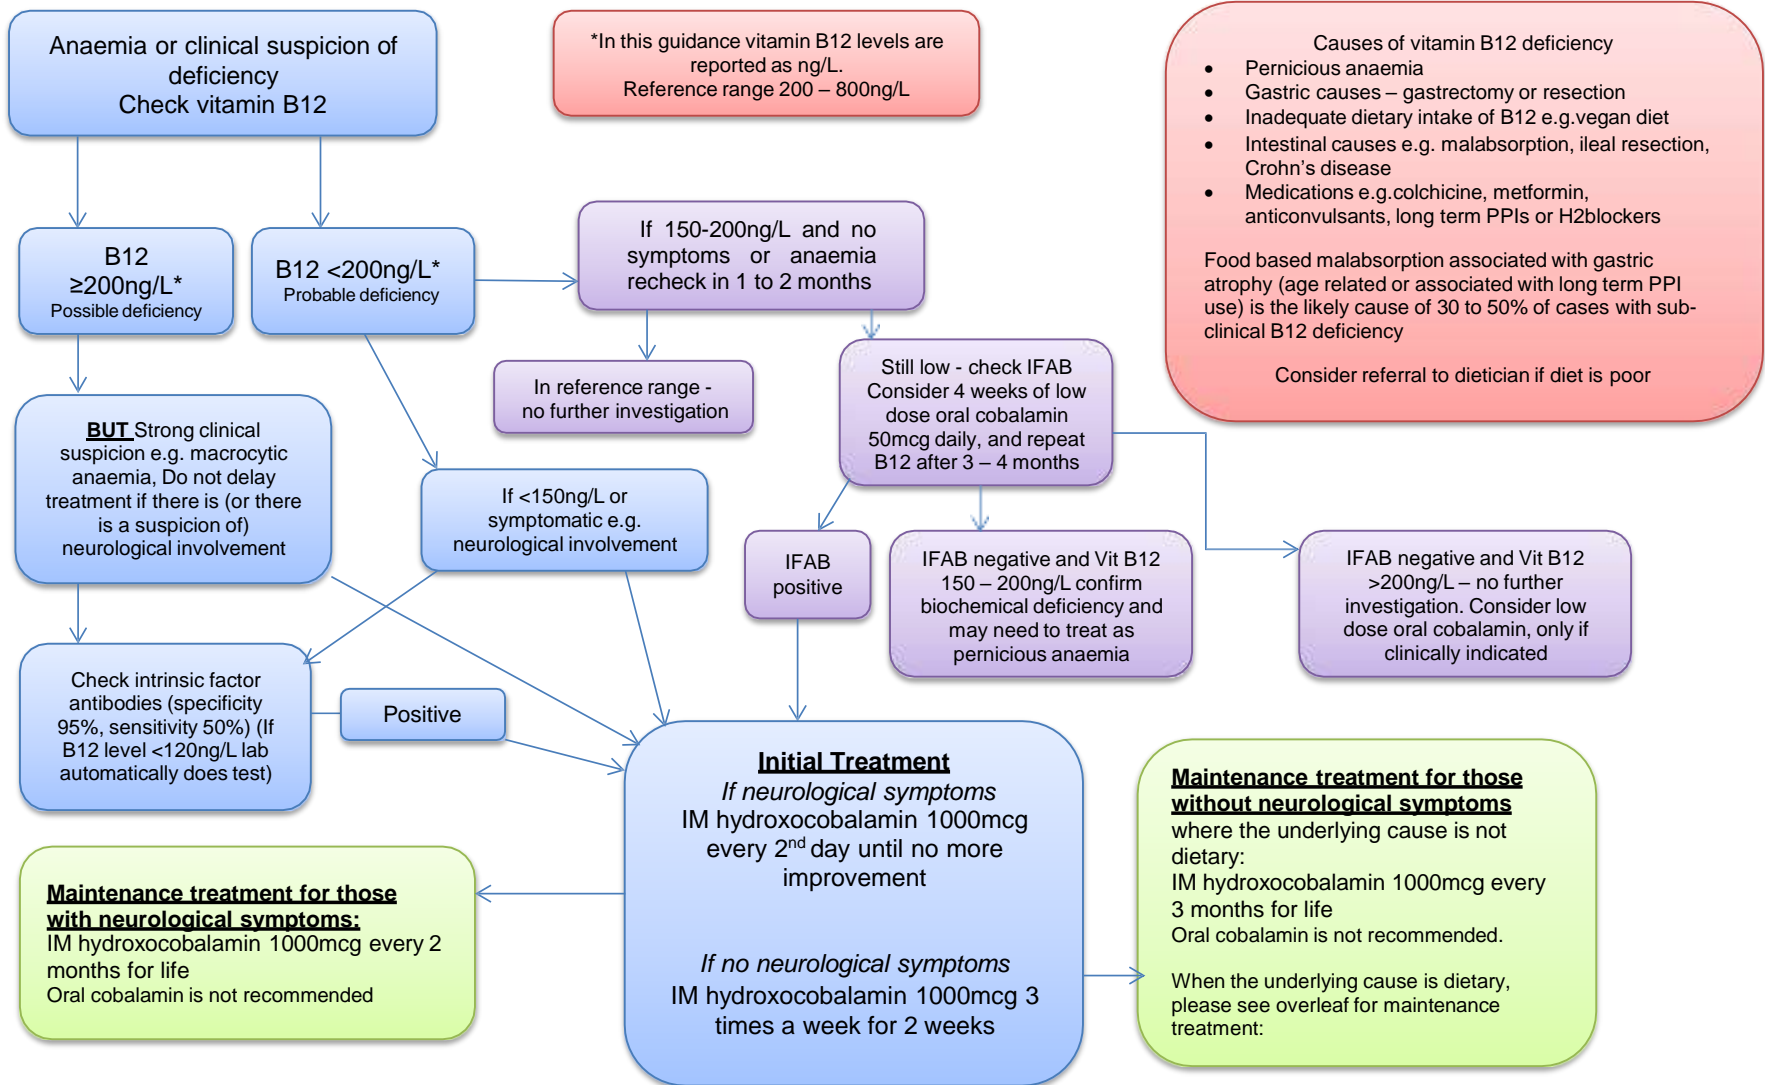 Anaemia or clinical suspicion of
deficiency
Check vitamin B12
*In this guidance vitamin B12 levels are
reported as ng/L.
Reference range 200 – 800ng/L
Causes of vitamin B12 deficiency
• Pernicious anaemia
• Gastric causes – gastrectomy or resection
• Inadequate dietary intake of B12 e.g.vegan diet
• Intestinal causes e.g. malabsorption, ileal resection,
Crohn's disease
• Medications e.g.colchicine, metformin,
anticonvulsants, long term PPIs or H2blockers
Food based malabsorption associated with gastric
atrophy (age related or associated with long term PPI
use) is the likely cause of 30 to 50% of cases with sub-
clinical B12 deficiency
Consider referral to dietician if diet is poor
B12
≥200ng/L*
Possible deficiency
B12 <200ng/L*
Probable deficiency
If 150-200ng/L and no
symptoms or anaemia
recheck in 1 to 2 months
In reference range -
no further investigation
Still low - check IFAB
Consider 4 weeks of low
dose oral cobalamin
50mcg daily, and repeat
B12 after 3 – 4 months
BUT Strong clinical
suspicion e.g. macrocytic
anaemia, Do not delay
treatment if there is (or there
is a suspicion of)
neurological involvement
If <150ng/L or
symptomatic e.g.
neurological involvement
IFAB
positive
IFAB negative and Vit B12
150 – 200ng/L confirm
biochemical deficiency and
may need to treat as
pernicious anaemia
IFAB negative and Vit B12
>200ng/L – no further
investigation. Consider low
dose oral cobalamin, only if
clinically indicated
Check intrinsic factor
antibodies (specificity
95%, sensitivity 50%) (If
B12 level <120ng/L lab
automatically does test)
Positive
Initial Treatment
If neurological symptoms
IM hydroxocobalamin 1000mcg
every 2nd day until no more
improvement
If no neurological symptoms
IM hydroxocobalamin 1000mcg 3
times a week for 2 weeks
Maintenance treatment for those
with neurological symptoms:
IM hydroxocobalamin 1000mcg every 2
months for life
Oral cobalamin is not recommended
Maintenance treatment for those
without neurological symptoms
where the underlying cause is not
dietary:
IM hydroxocobalamin 1000mcg every
3 months for life
Oral cobalamin is not recommended.
When the underlying cause is dietary,
please see overleaf for maintenance
treatment: